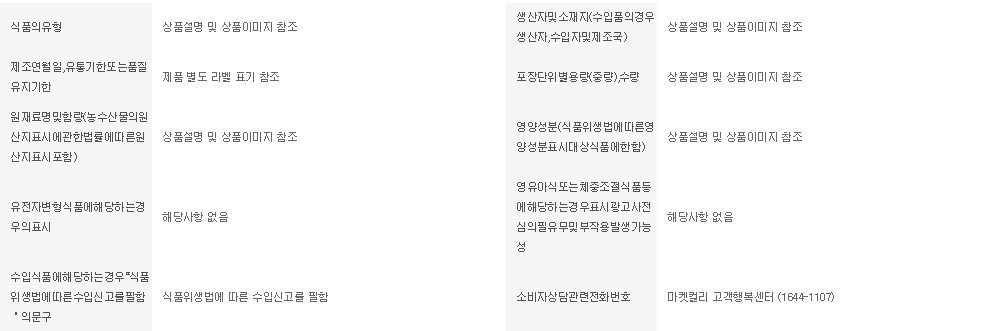 식품의유형
상품설명 및 상품이미지 참조
생산자및소재지(수입품의경우
생산자,수입자및제조국)
상품설명 및 상품이미지 참조
제조연월일,유통기한또는품질
유지기한
제품 별도 라벨 표기 참조
포장단위별용량(중량),수량
상품설명 및 상품이미지 참조
원재료명및함량(농수산물의원
산지표시에관한법률에따른원
산지표시포함)
상품설명 및 상품이미지 참조
영양성분(식품위생법에따른영
양성분표시대상식품에한함)
상품설명 및 상품이미지 참조
유전자변형식품에해당하는경
우의표시
해당사항 없음
영유아식또는체중조절식품등
에해당하는경우표시광고사전
심의필유무및부작용발생가능
성
해당사항 없음
수입식품에해당하는경우"식품
위생법에따른수입신고를필함
"의문구
식품위생법에 따른 수입신고를 필함
소비자상담관련전화번호
마켓컬리 고객행복센터 (1644-1107)